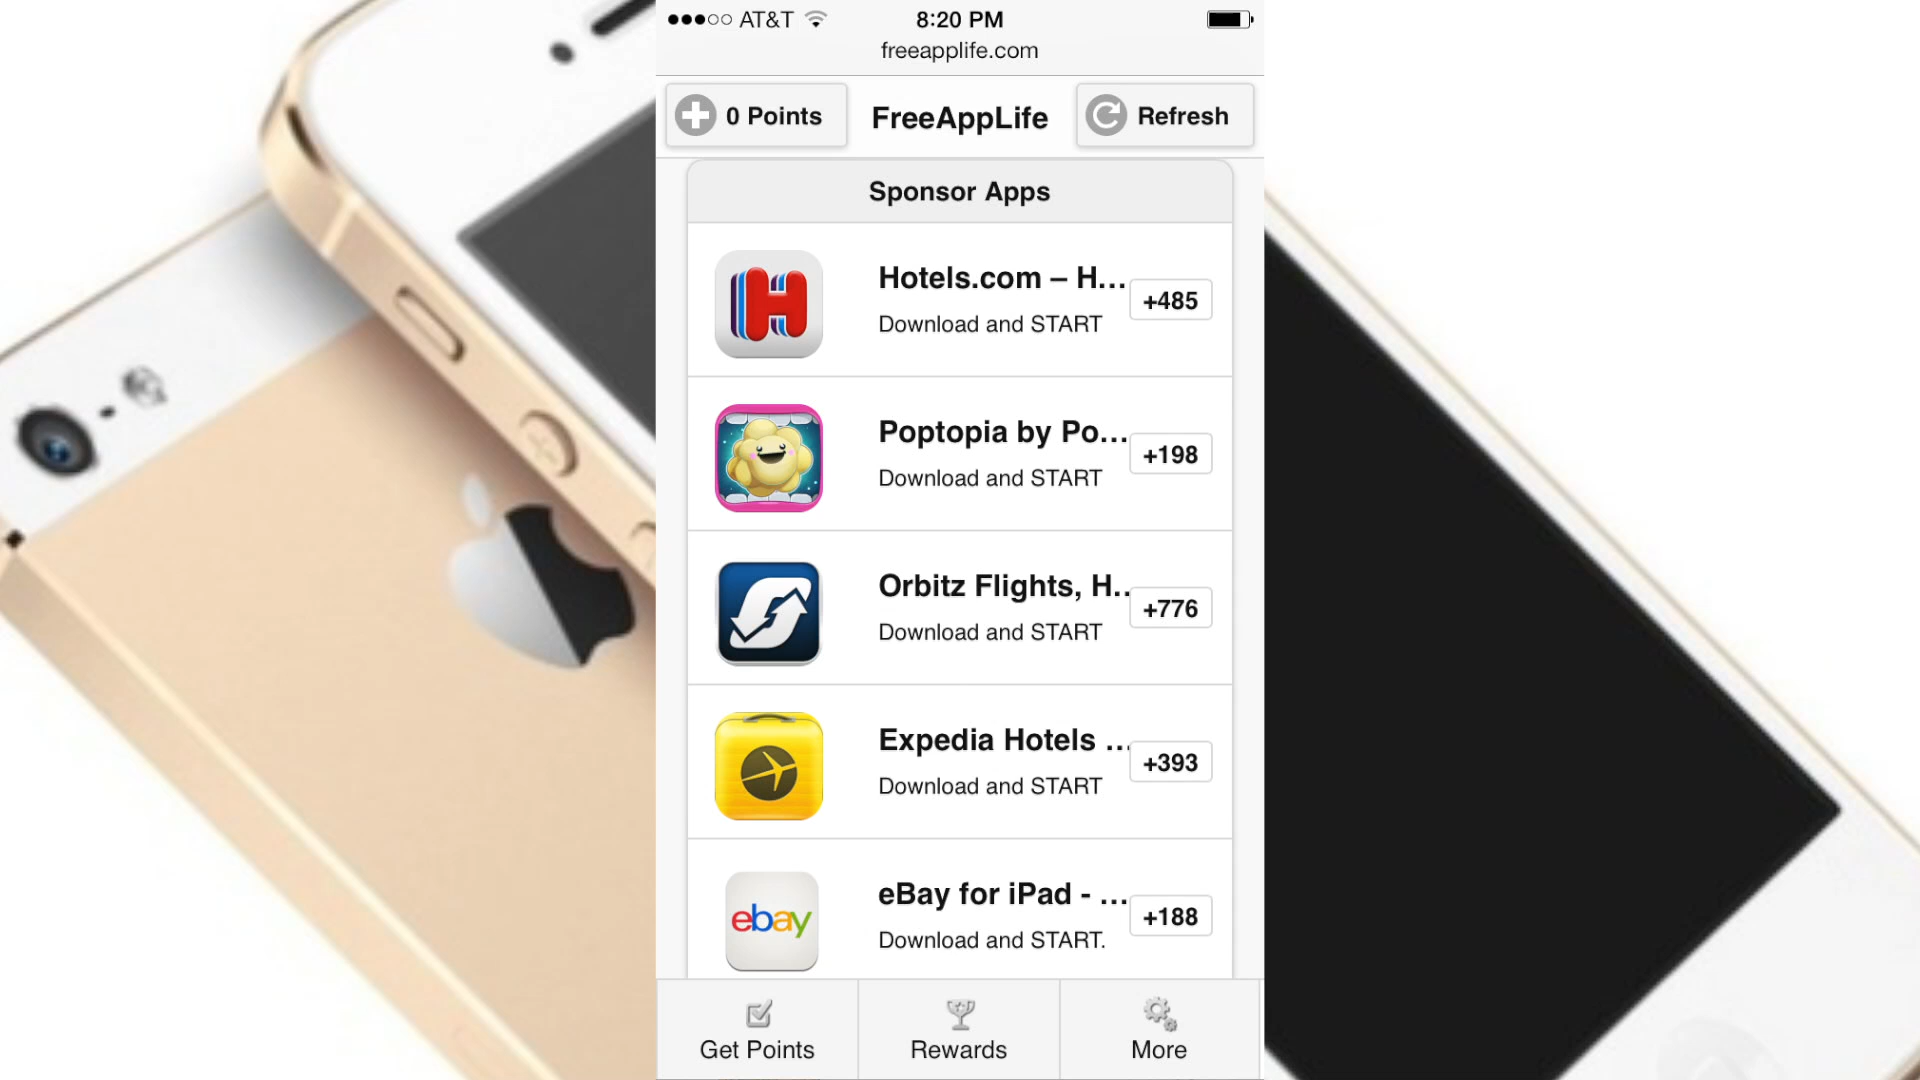 AT&T 8:20 PM
freeapplife.com
0 Points FreeAppLife Refresh
Sponsor Apps
Hotels.com – H...
+485
Download and START
Poptopia by Po...
+198
Download and START
Orbitz Flights, H...
+776
Download and START
Expedia Hotels ...
+393
Download and START
ebay
eBay for iPad - ...
+188
Download and START.
Get Points Rewards More